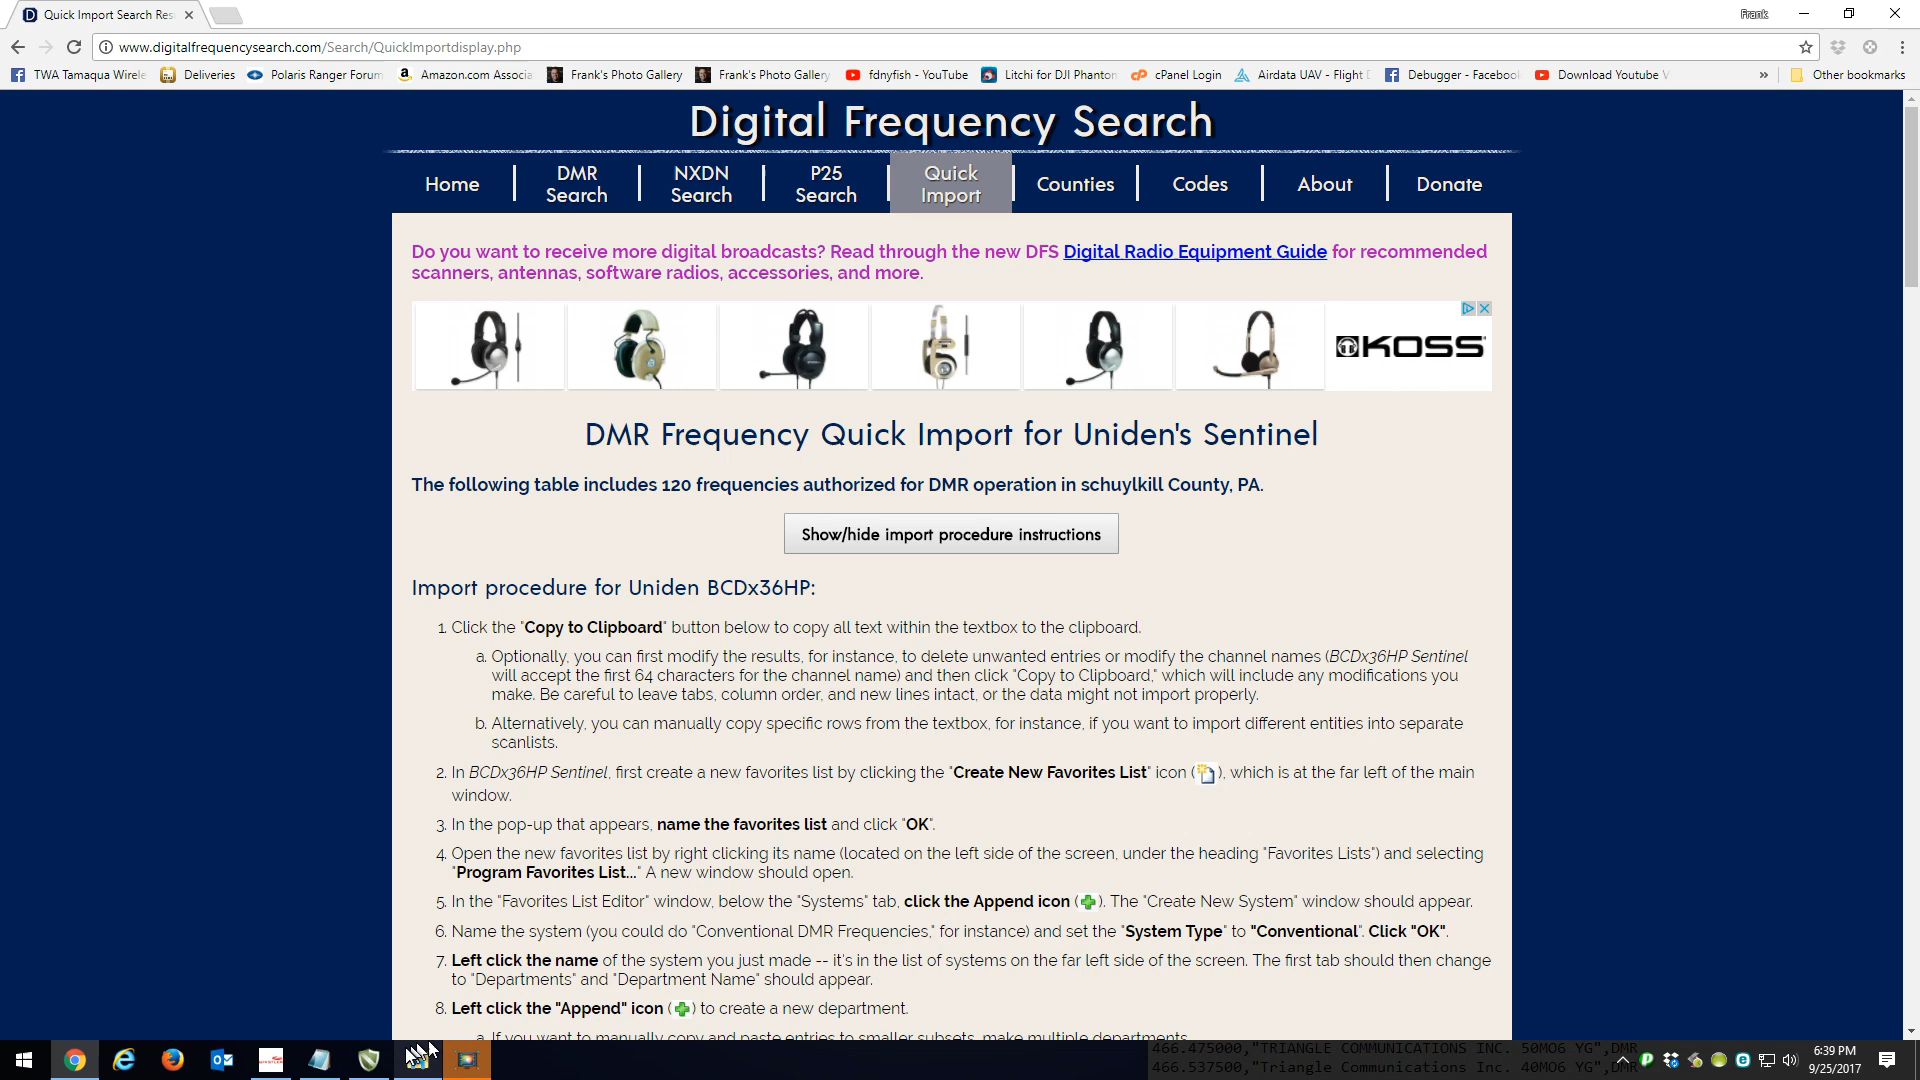 Quick Import Search Res
Frank
www.digitalfrequencysearch.com/Search/QuickImportdisplay.php
TWA Tamaqua Wirele
Deliveries
Polaris Ranger Forum
Amazon.com Associa
Frank's Photo Gallery
Frank's Photo Gallery
fdnyfish - YouTube
Litchi for DJI Phanton
cPanel Login
Airdata UAV - Flight D
Debugger - Facebook
Download Youtube V
»
Other bookmarks
Digital Frequency Search
Home
DMR
Search
NXDN
Search
P25
Search
Quick
Import
Counties
Codes
About
Donate
Do you want to receive more digital broadcasts? Read through the new DFS Digital Radio Equipment Guide for recommended
scanners, antennas, software radios, accessories, and more.
KOSS
DMR Frequency Quick Import for Uniden's Sentinel
The following table includes 120 frequencies authorized for DMR operation in schuylkill County, PA.
Show/hide import procedure instructions
Import procedure for Uniden BCDx36HP:
1. Click the "Copy to Clipboard" button below to copy all text within the textbox to the clipboard.
a. Optionally, you can first modify the results, for instance, to delete unwanted entries or modify the channel names (BCDx36HP Sentinel
will accept the first 64 characters for the channel name) and then click "Copy to Clipboard," which will include any modifications you
make. Be careful to leave tabs, column order, and new lines intact, or the data might not import properly.
b. Alternatively, you can manually copy specific rows from the textbox, for instance, if you want to import different entities into separate
scanlists.
2. In BCDx36HP Sentinel, first create a new favorites list by clicking the "Create New Favorites List" icon ( ), which is at the far left of the main
window.
3. In the pop-up that appears, name the favorites list and click "OK".
4. Open the new favorites list by right clicking its name (located on the left side of the screen, under the heading "Favorites Lists") and selecting
"Program Favorites List..." A new window should open.
5. In the "Favorites List Editor" window, below the "Systems" tab, click the Append icon ( ). The "Create New System" window should appear.
6. Name the system (you could do "Conventional DMR Frequencies," for instance) and set the "System Type" to "Conventional". Click "OK".
7. Left click the name of the system you just made -- it's in the list of systems on the far left side of the screen. The first tab should then change
to "Departments" and "Department Name" should appear.
8. Left click the "Append" icon ( ) to create a new department.
a. If you want to manually copy and paste entries to smaller subsets, make multiple departments.
466.475000,"TRIANGLE COMMUNICATIONS INC. 50MO6 YG",DMR
466.537500,"Triangle Communications Inc. 40MO6 YG",DMR
6:39 PM
9/25/2017